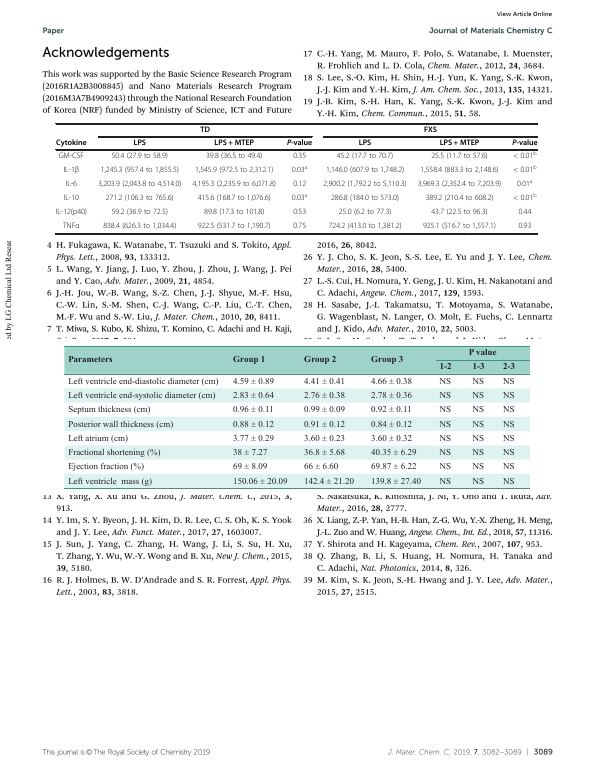 View Article Online
Paper
Journal of Materials Chemistry C
Acknowledgements
This work was supported by the Basic Science Research Program
(2016R1A2B3008845) and Nano Materials Research Program
(2016M3A7B4909243) through the National Research Foundation
of Korea (NRF) funded by Ministry of Science, ICT and Future
17 C.-H. Yang, M. Mauro, F. Polo, S. Watanabe, I. Muenster,
R. Frohlich and L. D. Cola, Chem. Mater., 2012, 24, 3684.
18 S. Lee, S.-O. Kim, H. Shin, H.-J. Yun, K. Yang, S.-K. Kwon,
J.-J. Kim and Y.-H. Kim, J. Am. Chem. Soc., 2013, 135, 14321.
19 J.-B. Kim, S.-H. Han, K. Yang, S.-K. Kwon, J.-J. Kim and
Y.-H. Kim, Chem. Commun., 2015, 51, 58.
TD FXS
Cytokine LPS LPS + MTEP P-value LPS LPS + MTEP P-value
GM-CSF 50.4 (27.9 to 58.9) 39.8 (36.5 to 49.4) 0.35 45.2 (17.7 to 70.7) 25.5 (11.7 to 57.6) < 0.01b
IL-1β 1,245.3 (957.4 to 1,855.5) 1,545.9 (972.5 to 2,312.1) 0.03a 1,146.0 (607.9 to 1,748.2) 1,558.4 (883.3 to 2,148.6) < 0.01b
IL-6 3,203.9 (2,043.8 to 4,514.0) 4,195.3 (2,235.9 to 6,071.8) 0.12 2,900.2 (1,792.2 to 5,110.3) 3,969.3 (2,352.4 to 7,203.9) 0.01a
IL-10 271.2 (106.3 to 765.6) 415.6 (168.7 to 1,076.6) 0.03a 286.8 (184.0 to 573.0) 389.2 (210.4 to 608.2) < 0.01b
IL-12(p40) 59.2 (36.9 to 72.5) 89.8 (17.3 to 101.8) 0.53 25.0 (6.2 to 77.3) 43.7 (22.5 to 96.3) 0.44
TNFα 838.4 (626.3 to 1,034.4) 922.5 (531.7 to 1,190.7) 0.75 724.2 (413.0 to 1,381.2) 925.1 (516.7 to 1,557.1) 0.93
4 H. Fukagawa, K. Watanabe, T. Tsuzuki and S. Tokito, Appl.
Phys. Lett., 2008, 93, 133312.
5 L. Wang, Y. Jiang, J. Luo, Y. Zhou, J. Zhou, J. Wang, J. Pei
and Y. Cao, Adv. Mater., 2009, 21, 4854.
6 J.-H. Jou, W.-B. Wang, S.-Z. Chen, J.-J. Shyue, M.-F. Hsu,
C.-W. Lin, S.-M. Shen, C.-J. Wang, C.-P. Liu, C.-T. Chen,
M.-F. Wu and S.-W. Liu, J. Mater. Chem., 2010, 20, 8411.
7 T. Miwa, S. Kubo, K. Shizu, T. Komino, C. Adachi and H. Kaji,
2016, 26, 8042.
26 Y. J. Cho, S. K. Jeon, S.-S. Lee, E. Yu and J. Y. Lee, Chem.
Mater., 2016, 28, 5400.
27 L.-S. Cui, H. Nomura, Y. Geng, J. U. Kim, H. Nakanotani and
C. Adachi, Angew. Chem., 2017, 129, 1593.
28 H. Sasabe, J.-I. Takamatsu, T. Motoyama, S. Watanabe,
G. Wagenblast, N. Langer, O. Molt, E. Fuchs, C. Lennartz
and J. Kido, Adv. Mater., 2010, 22, 5003.
ed by LG Chemical Ltd Resear
Parameters Group 1 Group 2 Group 3 P value
1-2 1-3 2-3
Left ventricle end-diastolic diameter (cm) 4.59 ± 0.89 4.41 ± 0.41 4.66 ± 0.38 NS NS NS
Left ventricle end-systolic diameter (cm) 2.83 ± 0.64 2.76 ± 0.38 2.78 ± 0.36 NS NS NS
Septum thickness (cm) 0.96 ± 0.11 0.99 ± 0.09 0.92 ± 0.11 NS NS NS
Posterior wall thickness (cm) 0.88 ± 0.12 0.91 ± 0.12 0.84 ± 0.12 NS NS NS
Left atrium (cm) 3.77 ± 0.29 3.60 ± 0.23 3.60 ± 0.32 NS NS NS
Fractional shortening (%) 38 ± 7.27 36.8 ± 5.68 40.35 ± 6.29 NS NS NS
Ejection fraction (%) 69 ± 8.09 66 ± 6.60 69.87 ± 6.22 NS NS NS
Left ventricle mass (g) 150.06 ± 20.09 142.4 ± 21.20 139.8 ± 27.40 NS NS NS
13 X. Yang, X. Xu and G. Zhou, J. Mater. Chem. C, 2015, 3,
913.
14 Y. Im, S. Y. Byeon, J. H. Kim, D. R. Lee, C. S. Oh, K. S. Yook
and J. Y. Lee, Adv. Funct. Mater., 2017, 27, 1603007.
15 J. Sun, J. Yang, C. Zhang, H. Wang, J. Li, S. Su, H. Xu,
T. Zhang, Y. Wu, W.-Y. Wong and B. Xu, New J. Chem., 2015,
39, 5180.
16 R. J. Holmes, B. W. D'Andrade and S. R. Forrest, Appl. Phys.
Lett., 2003, 83, 3818.
S. Nakatsuka, K. Kinoshita, J. Ni, Y. Ono and T. Ikuta, Adv.
Mater., 2016, 28, 2777.
36 X. Liang, Z.-P. Yan, H.-B. Han, Z.-G. Wu, Y.-X. Zheng, H. Meng,
J.-L. Zuo and W. Huang, Angew. Chem., Int. Ed., 2018, 57, 11316.
37 Y. Shirota and H. Kageyama, Chem. Rev., 2007, 107, 953.
38 Q. Zhang, B. Li, S. Huang, H. Nomura, H. Tanaka and
C. Adachi, Nat. Photonics, 2014, 8, 326.
39 M. Kim, S. K. Jeon, S.-H. Hwang and J. Y. Lee, Adv. Mater.,
2015, 27, 2515.
This journal is © The Royal Society of Chemistry 2019
J. Mater. Chem. C, 2019, 7, 3082–3089 | 3089